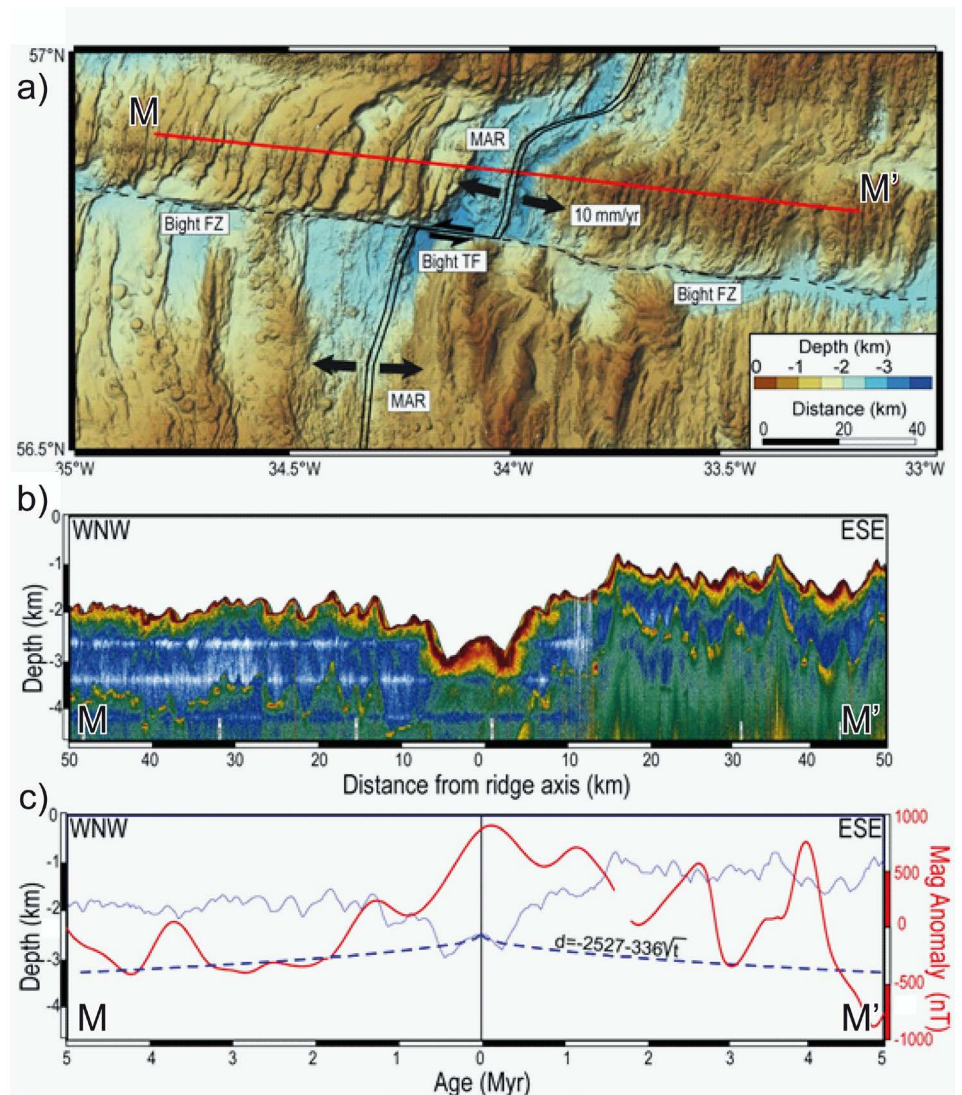 a)
57°N
M
MAR
M'
10 mm/yr
Bight FZ
Bight TF
Bight FZ
MAR
Depth (km)
0 -1 -2 -3
Distance (km)
0 20 40
56.5°N
35°W 34.5°W 34°W 33.5°W 33°W
b)
WNW ESE
0
-1
-2
-3
-4
Depth (km)
M M'
50 40 30 20 10 0 10 20 30 40 50
Distance from ridge axis (km)
c)
WNW ESE
0
-1
-2
-3
-4
Depth (km)
1000
500
0
-500
-1000
Mag Anomaly (nT)
d=-2527-336√t
M M'
5 4 3 2 1 0 1 2 3 4 5
Age (Myr)